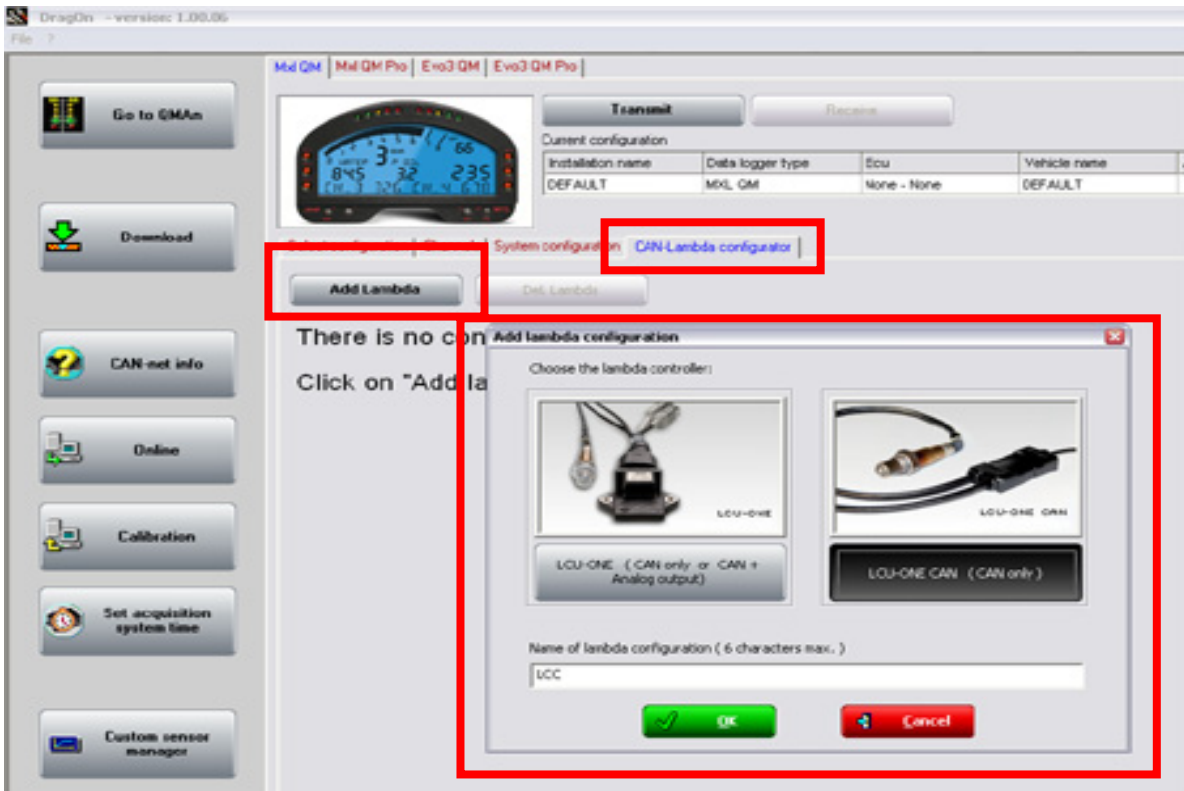 DragOn - version: 1.00.06
File ?
Mxl QM | Mxl QM Pro | Evo3 QM | Evo3 QM Pro
Go to QMAn
Transmit
Receive
Current configuration
Installation name Data logger type Ecu Vehicle name
DEFAULT MXL QM None - None DEFAULT
Download
System configuration CAN-Lambda configurator
Add Lambda
Del. Lambda
There is no con
Click on "Add la
Add lambda configuration
Choose the lambda controller:
LCU-ONE
LCU-ONE CAN
LCU-ONE ( CAN only or CAN +
Analog output)
LCU-ONE CAN ( CAN only )
Name of lambda configuration ( 6 characters max. )
LCC
OK
Cancel
CAN-net info
Online
Calibration
Set acquisition
system time
Custom sensor
manager